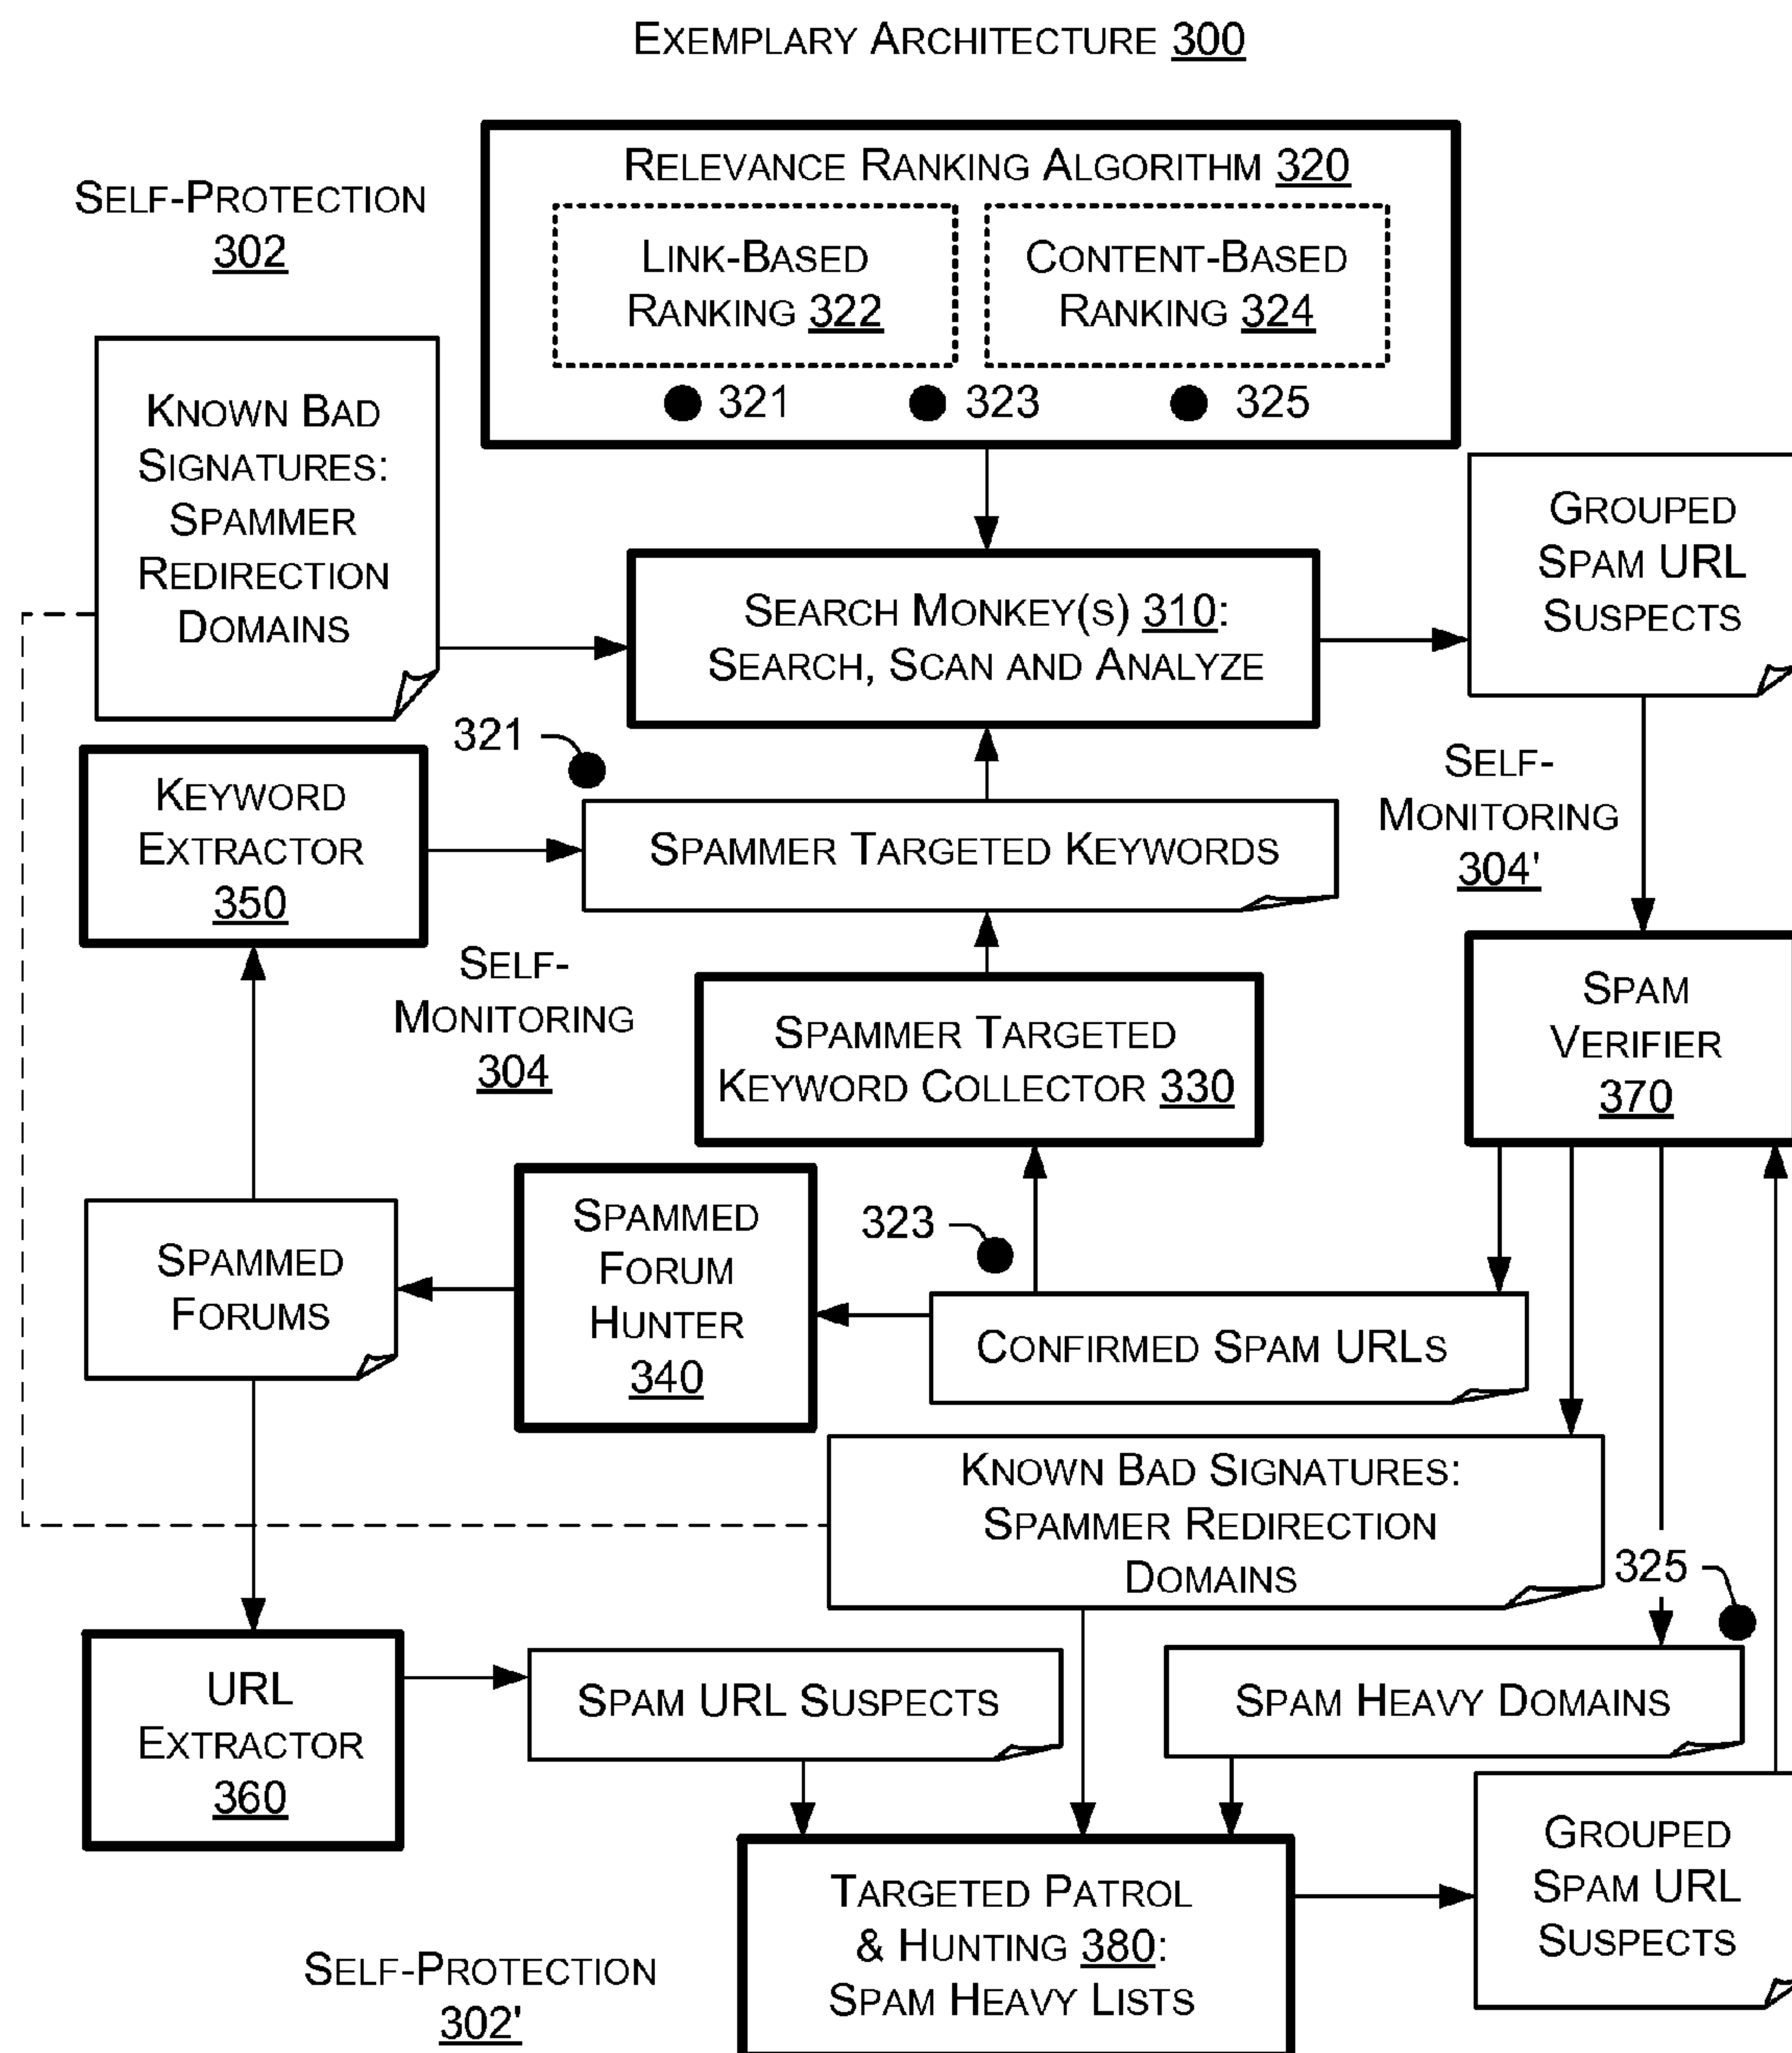 EXEMPLARY ARCHITECTURE 300
RELEVANCE RANKING ALGORITHM 320
SELF-PROTECTION
302
LINK-BASED
RANKING 322
CONTENT-BASED
RANKING 324
321
323
325
KNOWN BAD
SIGNATURES:
SPAMMER
REDIRECTION
DOMAINS
GROUPED
SPAM URL
SUSPECTS
SEARCH MONKEY(S) 310:
SEARCH, SCAN AND ANALYZE
321
SELF-
MONITORING
304'
KEYWORD
EXTRACTOR
350
SPAMMER TARGETED KEYWORDS
SELF-
MONITORING
304
SPAMMER TARGETED
KEYWORD COLLECTOR 330
SPAM
VERIFIER
370
SPAMMED
FORUMS
SPAMMED
FORUM
HUNTER
340
323
CONFIRMED SPAM URLS
KNOWN BAD SIGNATURES:
SPAMMER REDIRECTION
DOMAINS
325
URL
EXTRACTOR
360
SPAM URL SUSPECTS
SPAM HEAVY DOMAINS
TARGETED PATROL
& HUNTING 380:
SPAM HEAVY LISTS
GROUPED
SPAM URL
SUSPECTS
SELF-PROTECTION
302'